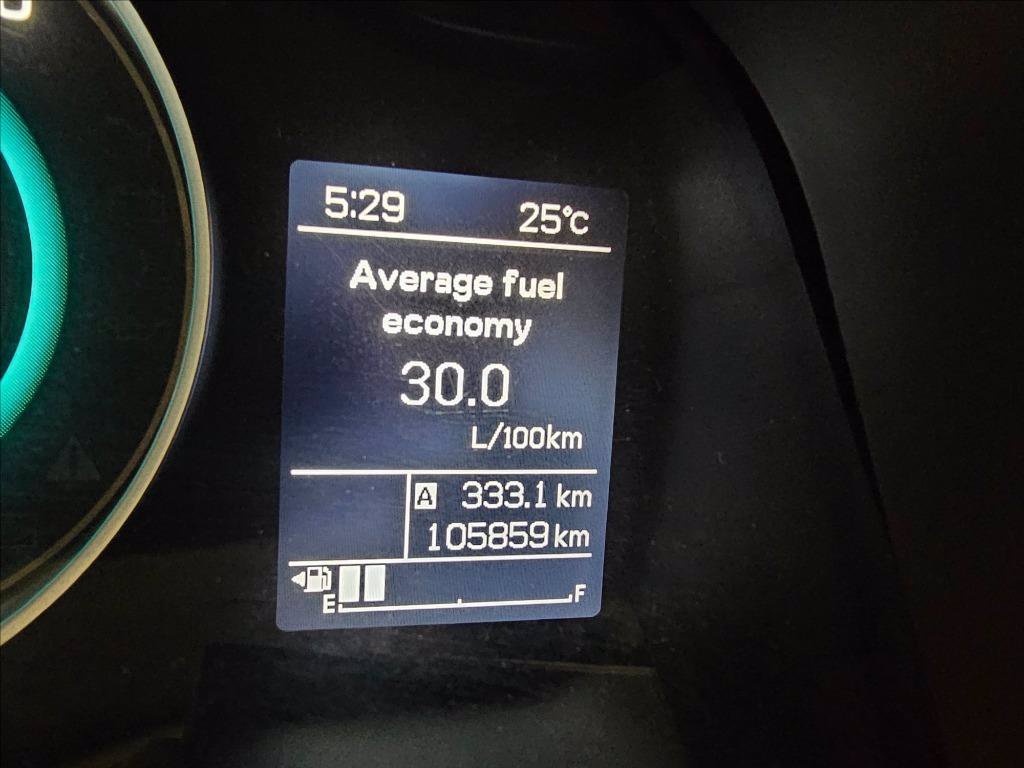 5:29 25°C
Average fuel
economy
30.0
L/100km
A 333.1 km
105859 km
E F